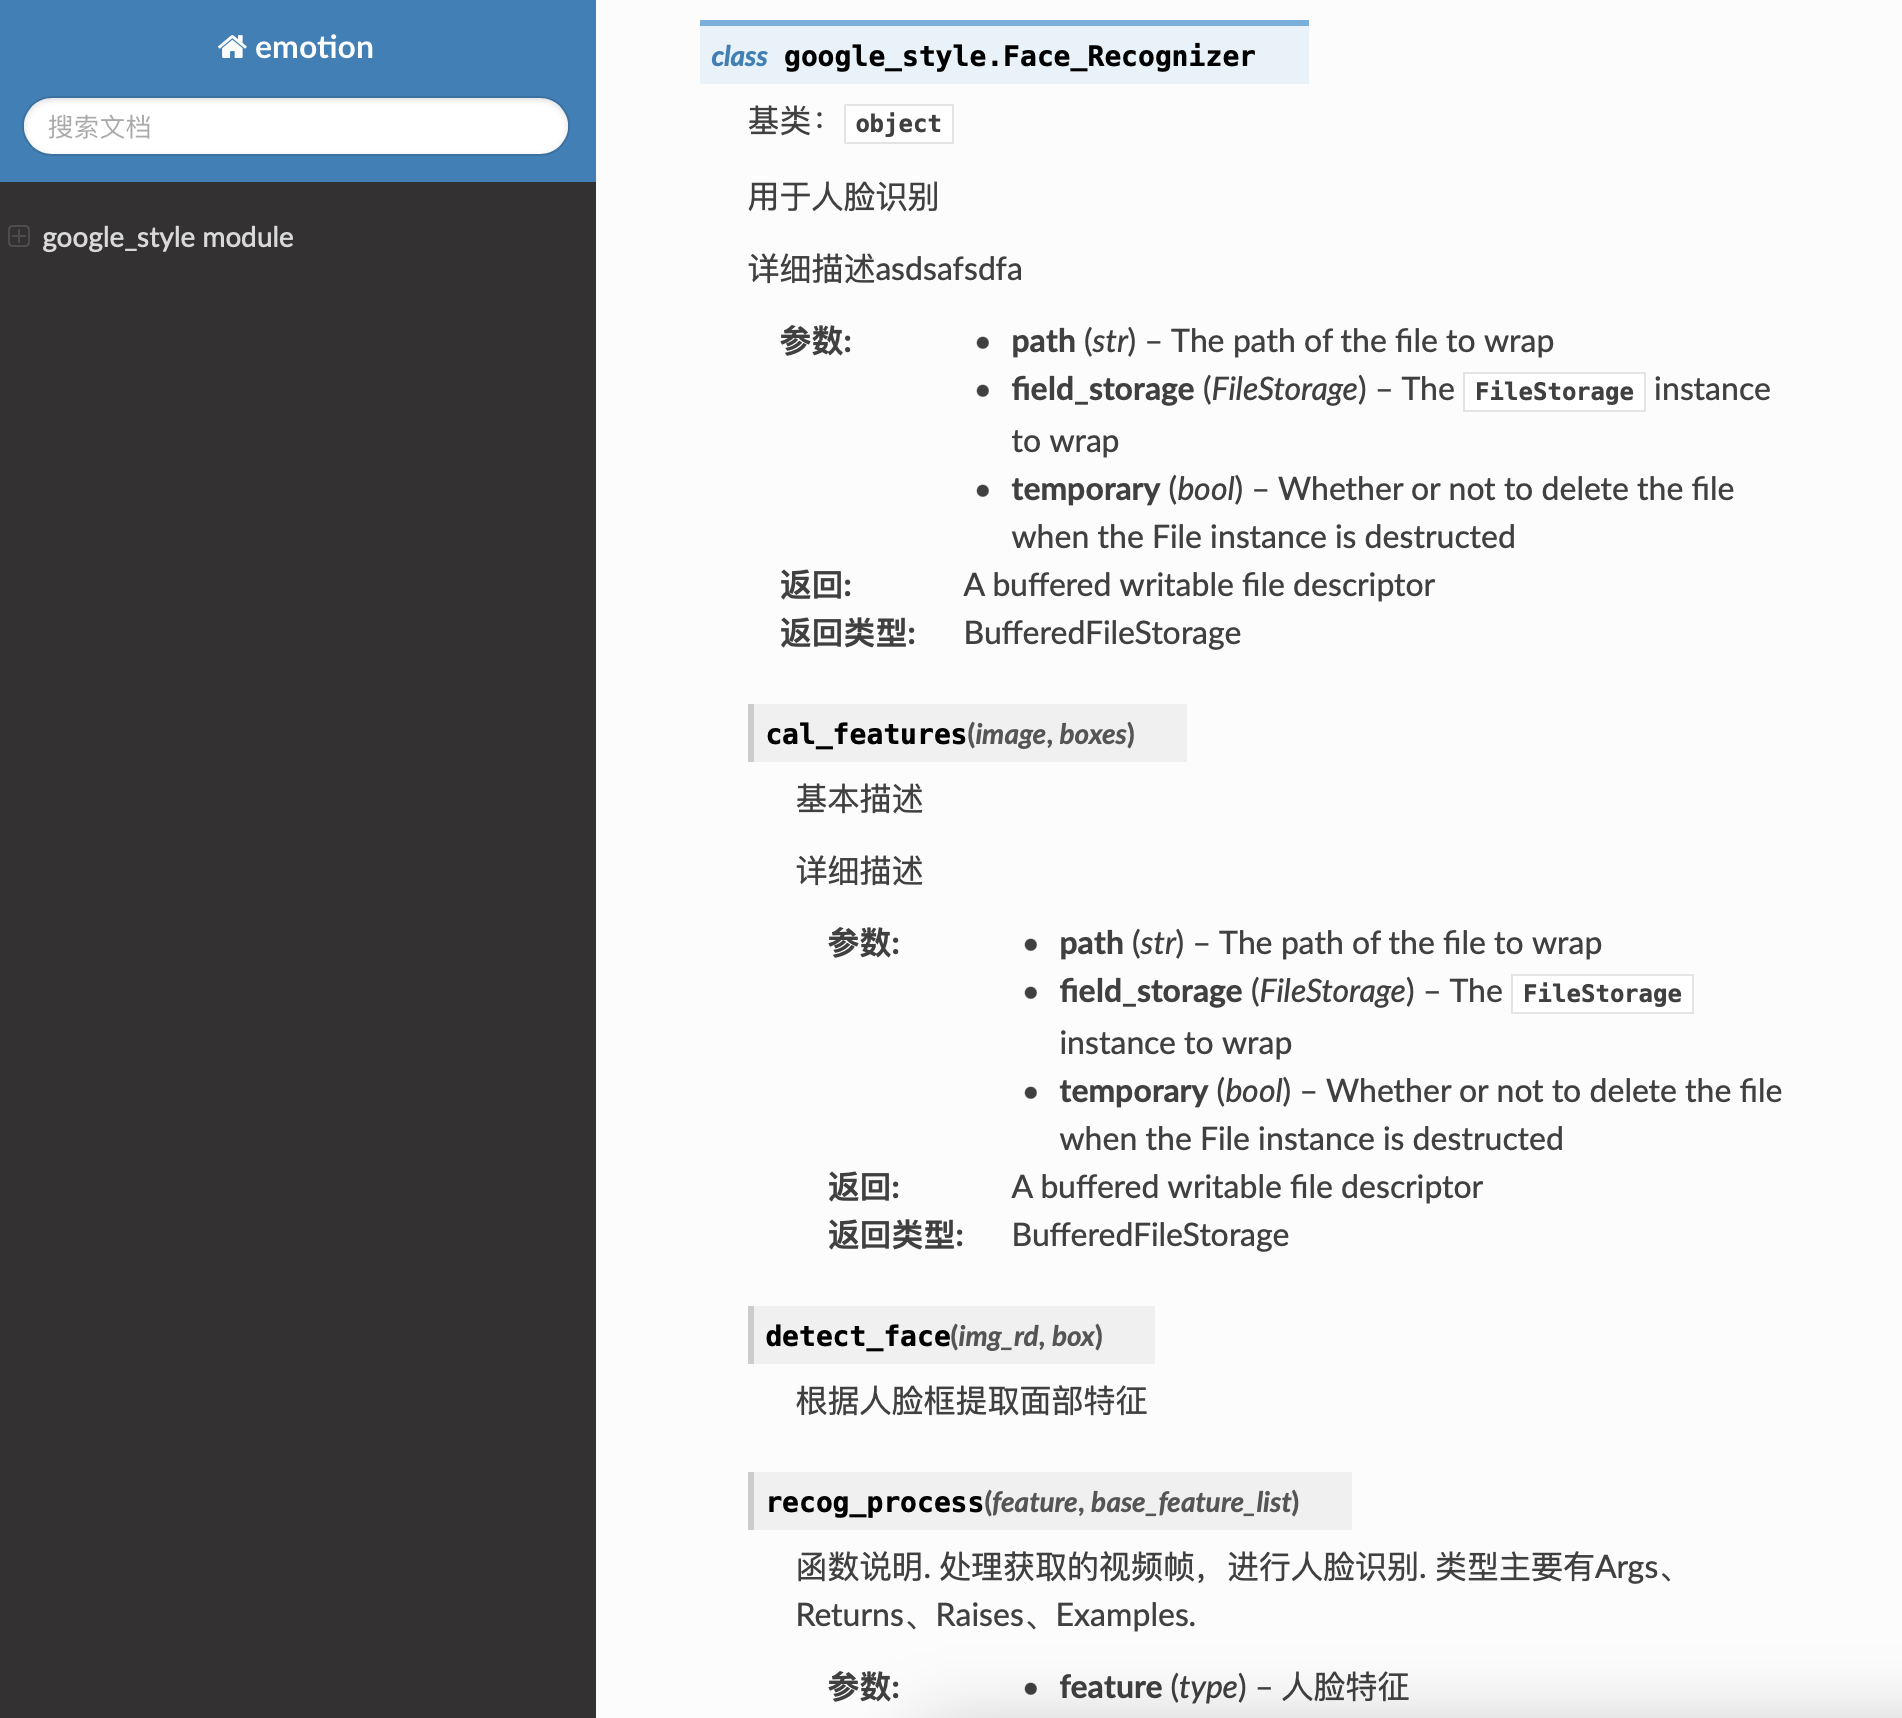 emotion
搜索文档
google_style module
class google_style.Face_Recognizer
基类： object
用于人脸识别
详细描述asdsafsdfa
参数:
• path (str) – The path of the file to wrap
• field_storage (FileStorage) – The FileStorage instance
to wrap
• temporary (bool) – Whether or not to delete the file
when the File instance is destructed
返回: A buffered writable file descriptor
返回类型: BufferedFileStorage
cal_features(image, boxes)
基本描述
详细描述
参数:
• path (str) – The path of the file to wrap
• field_storage (FileStorage) – The FileStorage
instance to wrap
• temporary (bool) – Whether or not to delete the file
when the File instance is destructed
返回: A buffered writable file descriptor
返回类型: BufferedFileStorage
detect_face(img_rd, box)
根据人脸框提取面部特征
recog_process(feature, base_feature_list)
函数说明. 处理获取的视频帧，进行人脸识别. 类型主要有Args、
Returns、Raises、Examples.
参数:
• feature (type) – 人脸特征